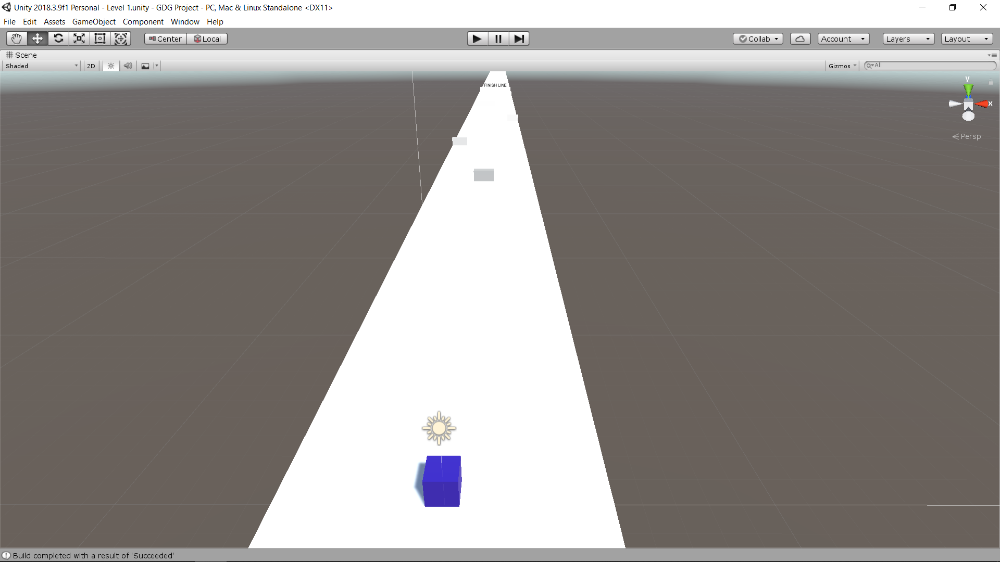 Unity 2018.3.9f1 Personal - Level 1.unity - GDG Project - PC, Mac & Linux Standalone <DX11>
File Edit Assets GameObject Component Window Help
Center Local Collab Account Layers Layout
Scene
Shaded 2D Gizmos All
y
FINISH LINE
x
Persp
Build completed with a result of 'Succeeded'